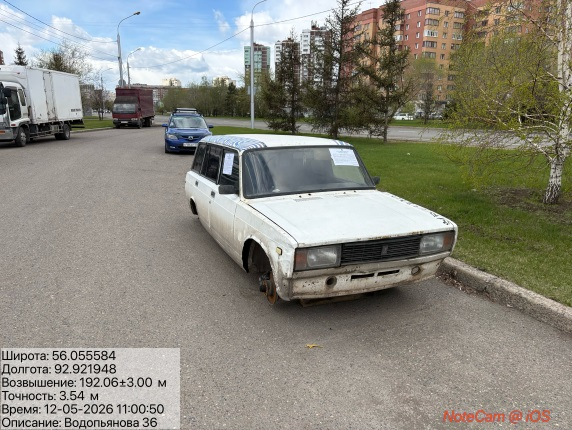 Широта: 56.055584
Долгота: 92.921948
Возвышение: 192.06±3.00 м
Точность: 3.54 м
Время: 12-05-2026 11:00:50
Описание: Водопьянова 36
NoteCam @ iOS